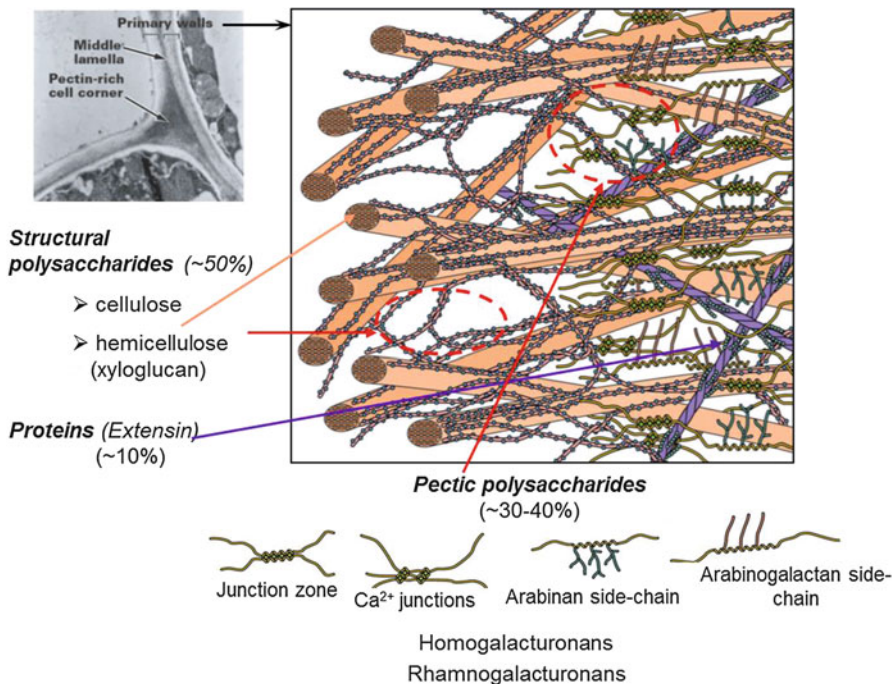 Primary walls
Middle
lamella
Pectin-rich
cell corner
Structural
polysaccharides (~50%)
➢ cellulose
➢ hemicellulose
(xyloglucan)
Proteins (Extensin)
(~10%)
Pectic polysaccharides
(~30-40%)
Junction zone
Ca²⁺ junctions
Arabinan side-chain
Arabinogalactan side-
chain
Homogalacturonans
Rhamnogalacturonans